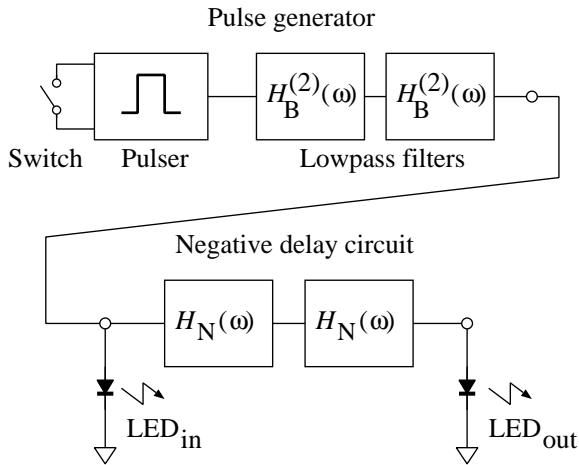 Pulse generator
H_B^(2)(ω) H_B^(2)(ω)
Switch Pulser Lowpass filters
Negative delay circuit
H_N(ω) H_N(ω)
LED_in LED_out